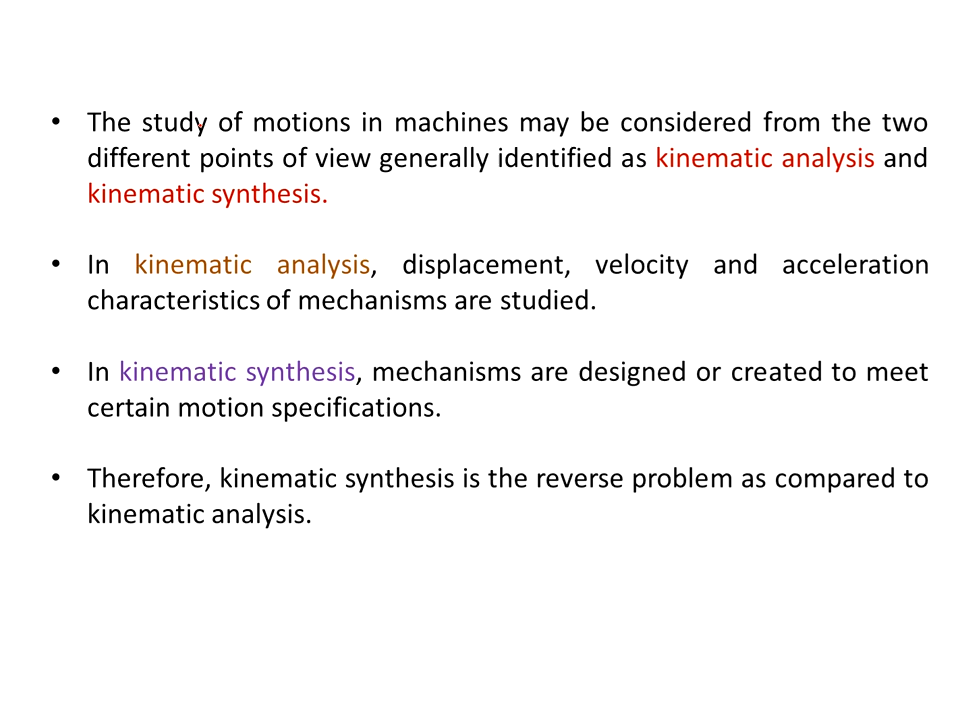 • The study of motions in machines may be considered from the two
different points of view generally identified as kinematic analysis and
kinematic synthesis.
• In kinematic analysis, displacement, velocity and acceleration
characteristics of mechanisms are studied.
• In kinematic synthesis, mechanisms are designed or created to meet
certain motion specifications.
• Therefore, kinematic synthesis is the reverse problem as compared to
kinematic analysis.